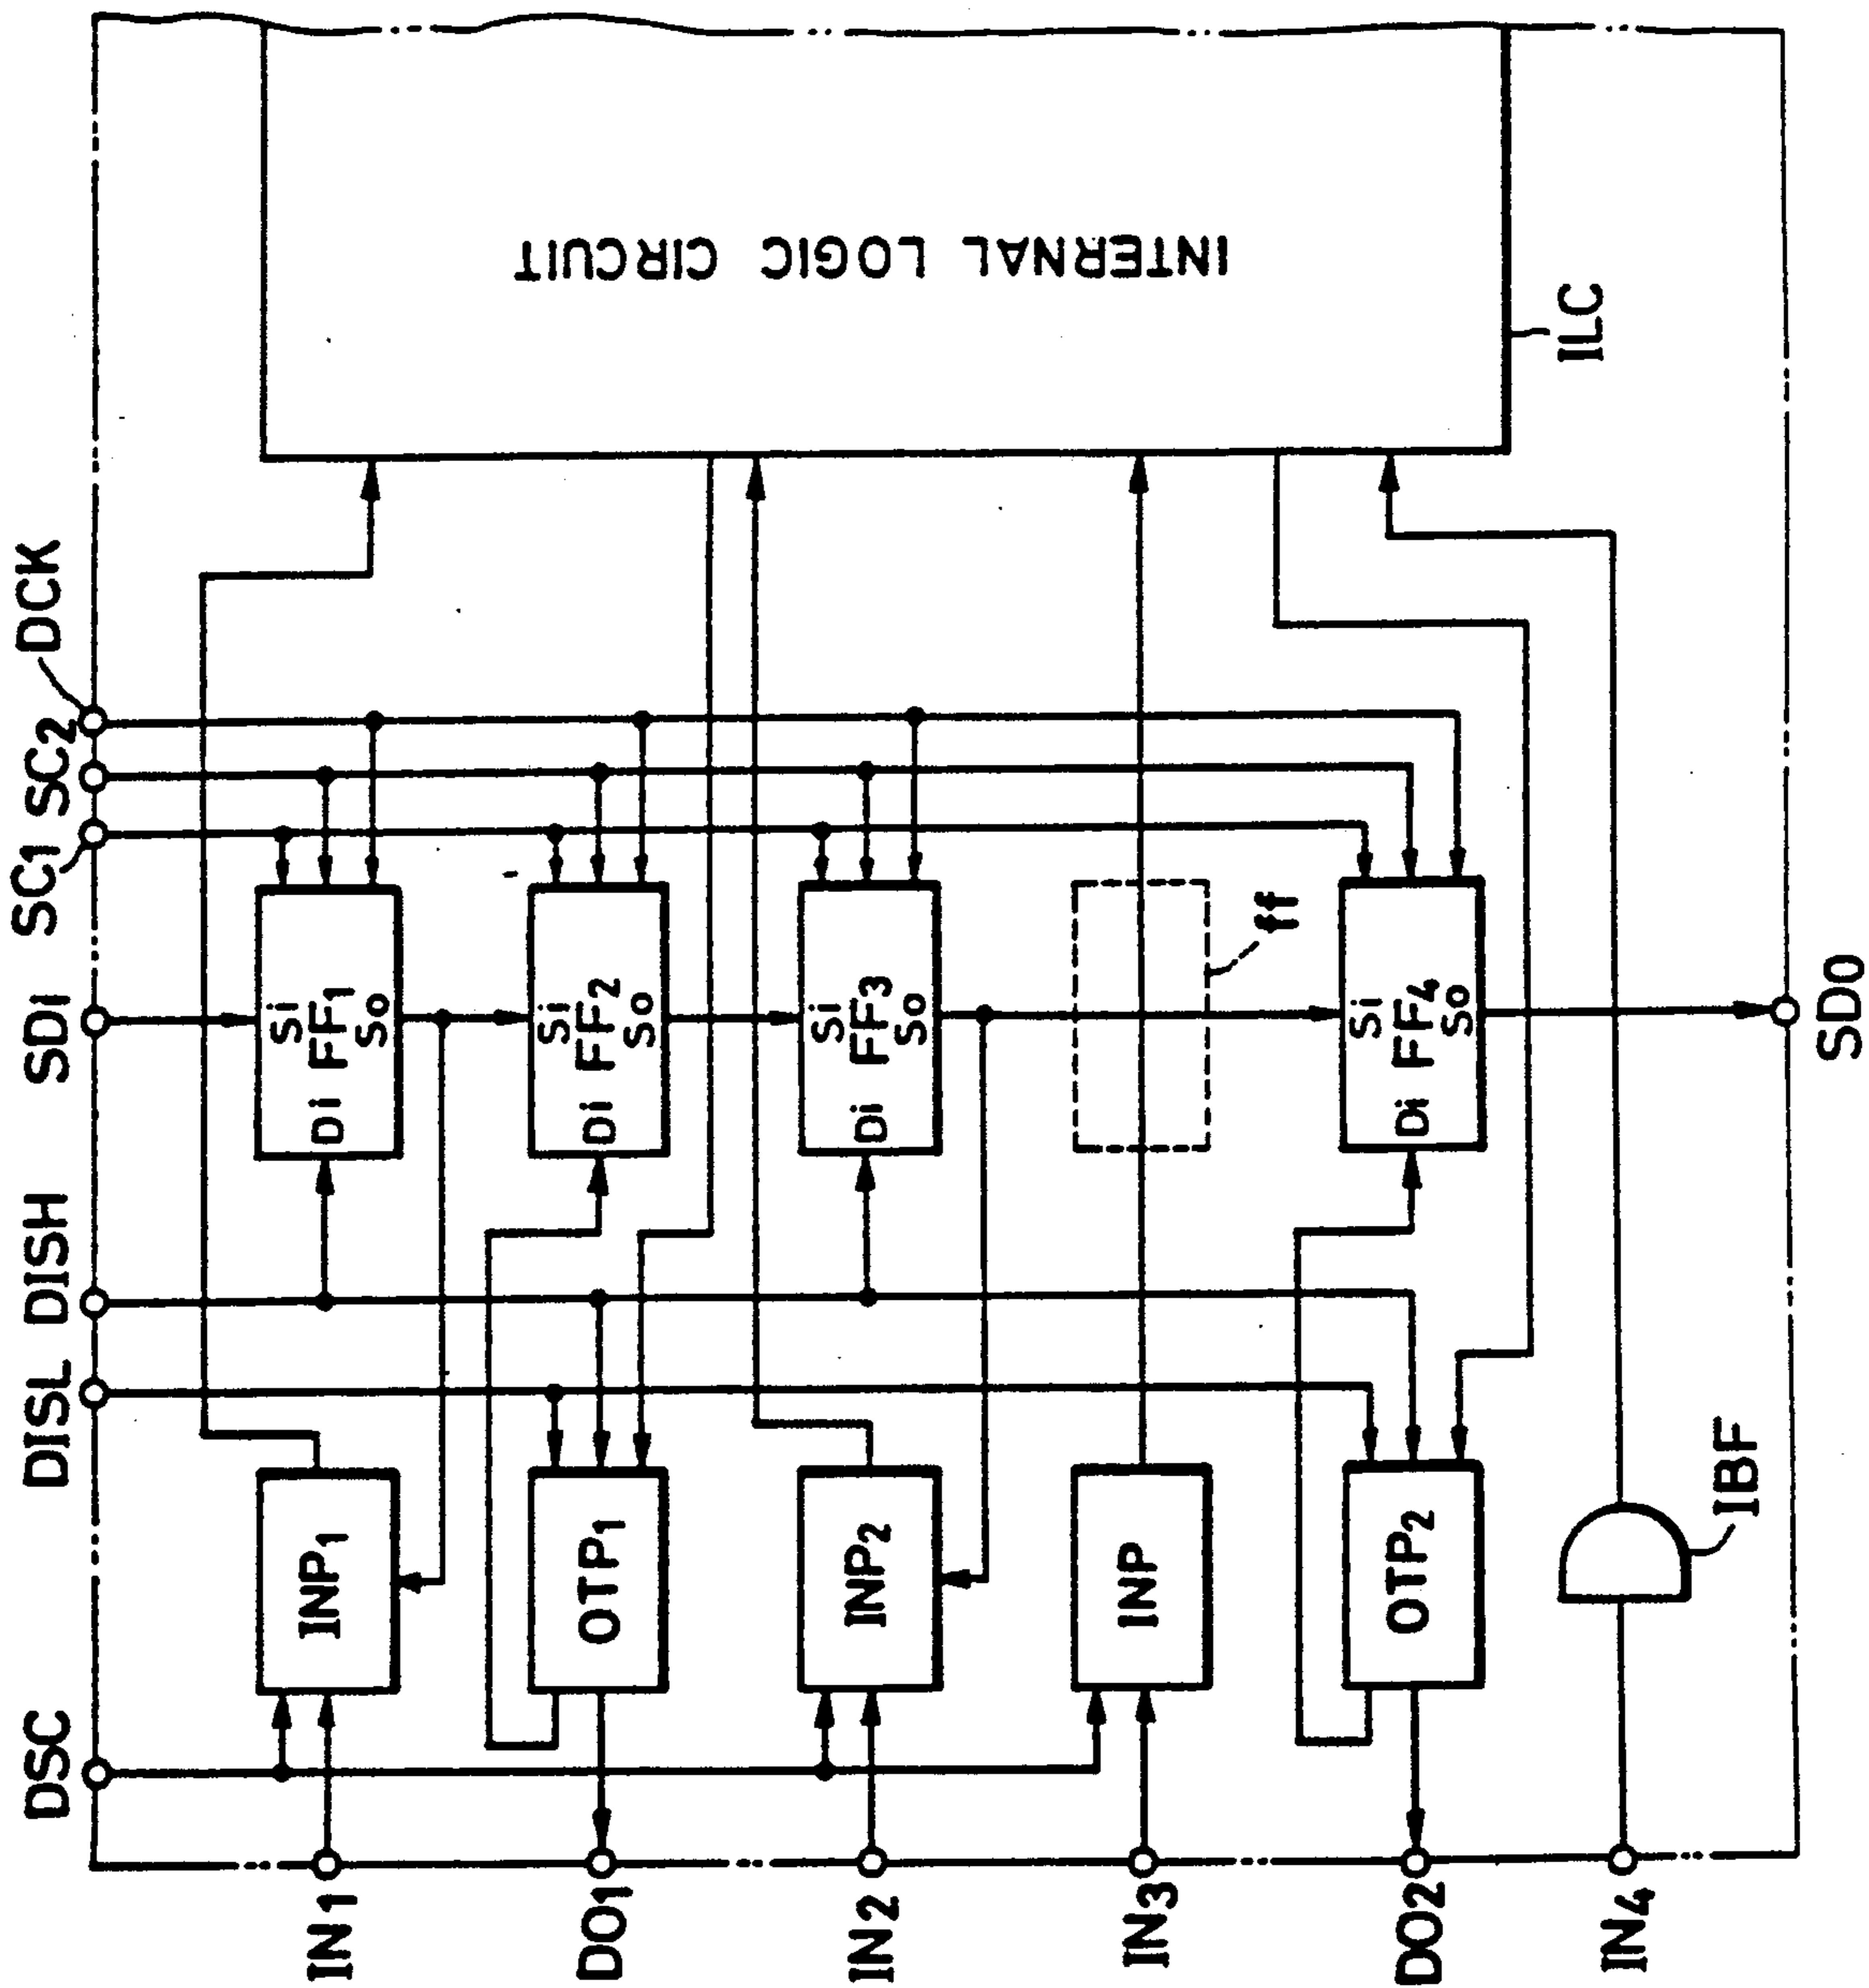 DSC
DISL
DISH
SDI
SC1
SC2
DCK
IN1
INP1
Di
Si
FF1
So
DO1
OTP1
Di
Si
FF2
So
IN2
INP2
Di
Si
FF3
So
IN3
INP
ff
DO2
OTP2
Di
Si
FF4
So
IN4
IBF
SDO
INTERNAL LOGIC CIRCUIT
ILC